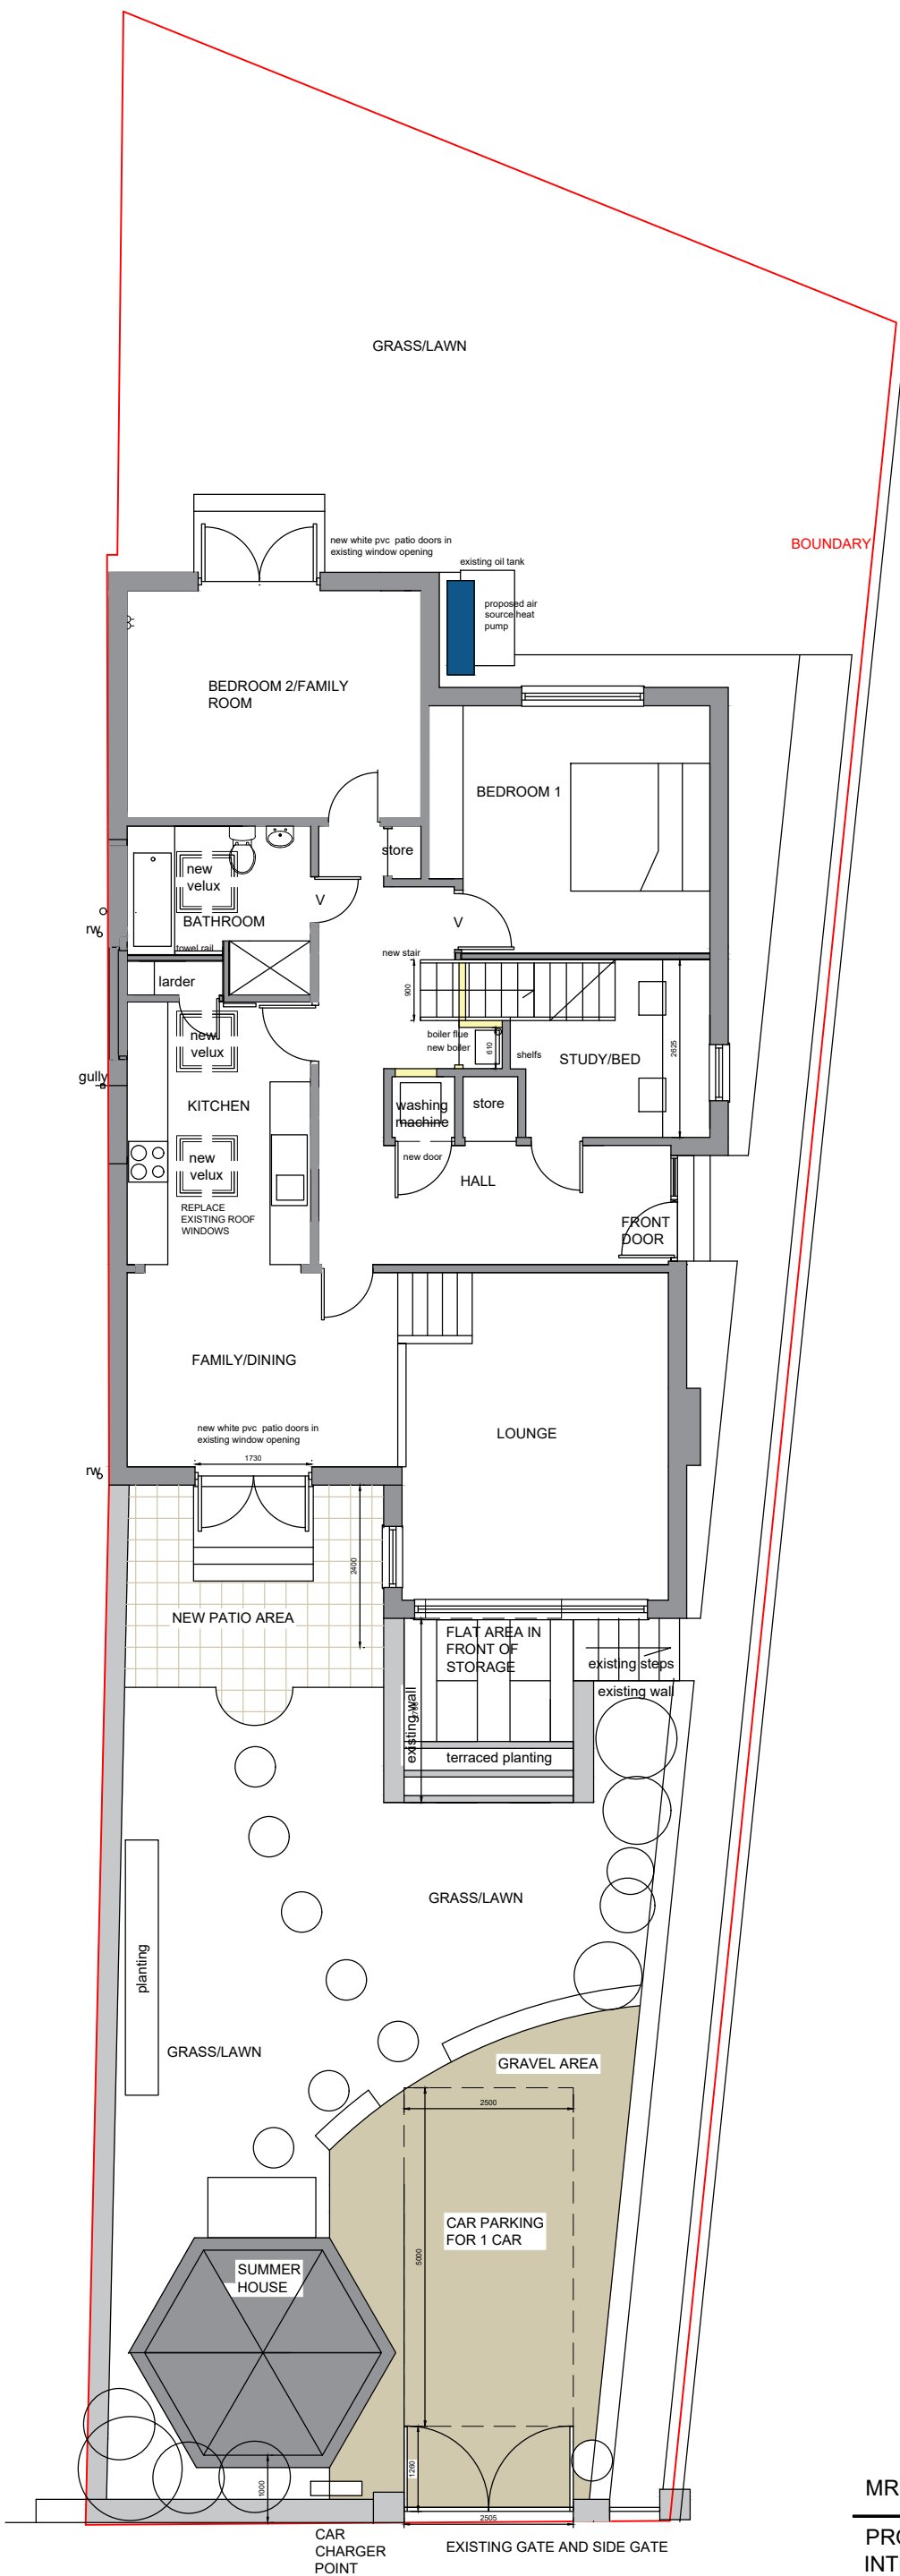 GRASS/LAWN
BOUNDARY
new white pvc patio doors in
existing window opening
existing oil tank
proposed air
source heat
pump
BEDROOM 2/FAMILY
ROOM
BEDROOM 1
store
new
velux
V
BATHROOM
V
rw
towel rail
new stair
larder
900
new
velux
boiler flue
new boiler
610
shelfs
STUDY/BED
2625
gully
KITCHEN
washing
machine
store
new
velux
new door
HALL
REPLACE
EXISTING ROOF
WINDOWS
FRONT
DOOR
FAMILY/DINING
LOUNGE
new white pvc patio doors in
existing window opening
1730
rw
2400
NEW PATIO AREA
FLAT AREA IN
FRONT OF
STORAGE
existing steps
existing wall
existing wall
terraced planting
GRASS/LAWN
planting
GRASS/LAWN
GRAVEL AREA
2500
CAR PARKING
FOR 1 CAR
5000
SUMMER
HOUSE
1260
1000
2505
CAR
CHARGER
POINT
EXISTING GATE AND SIDE GATE
MR
PRO
INT